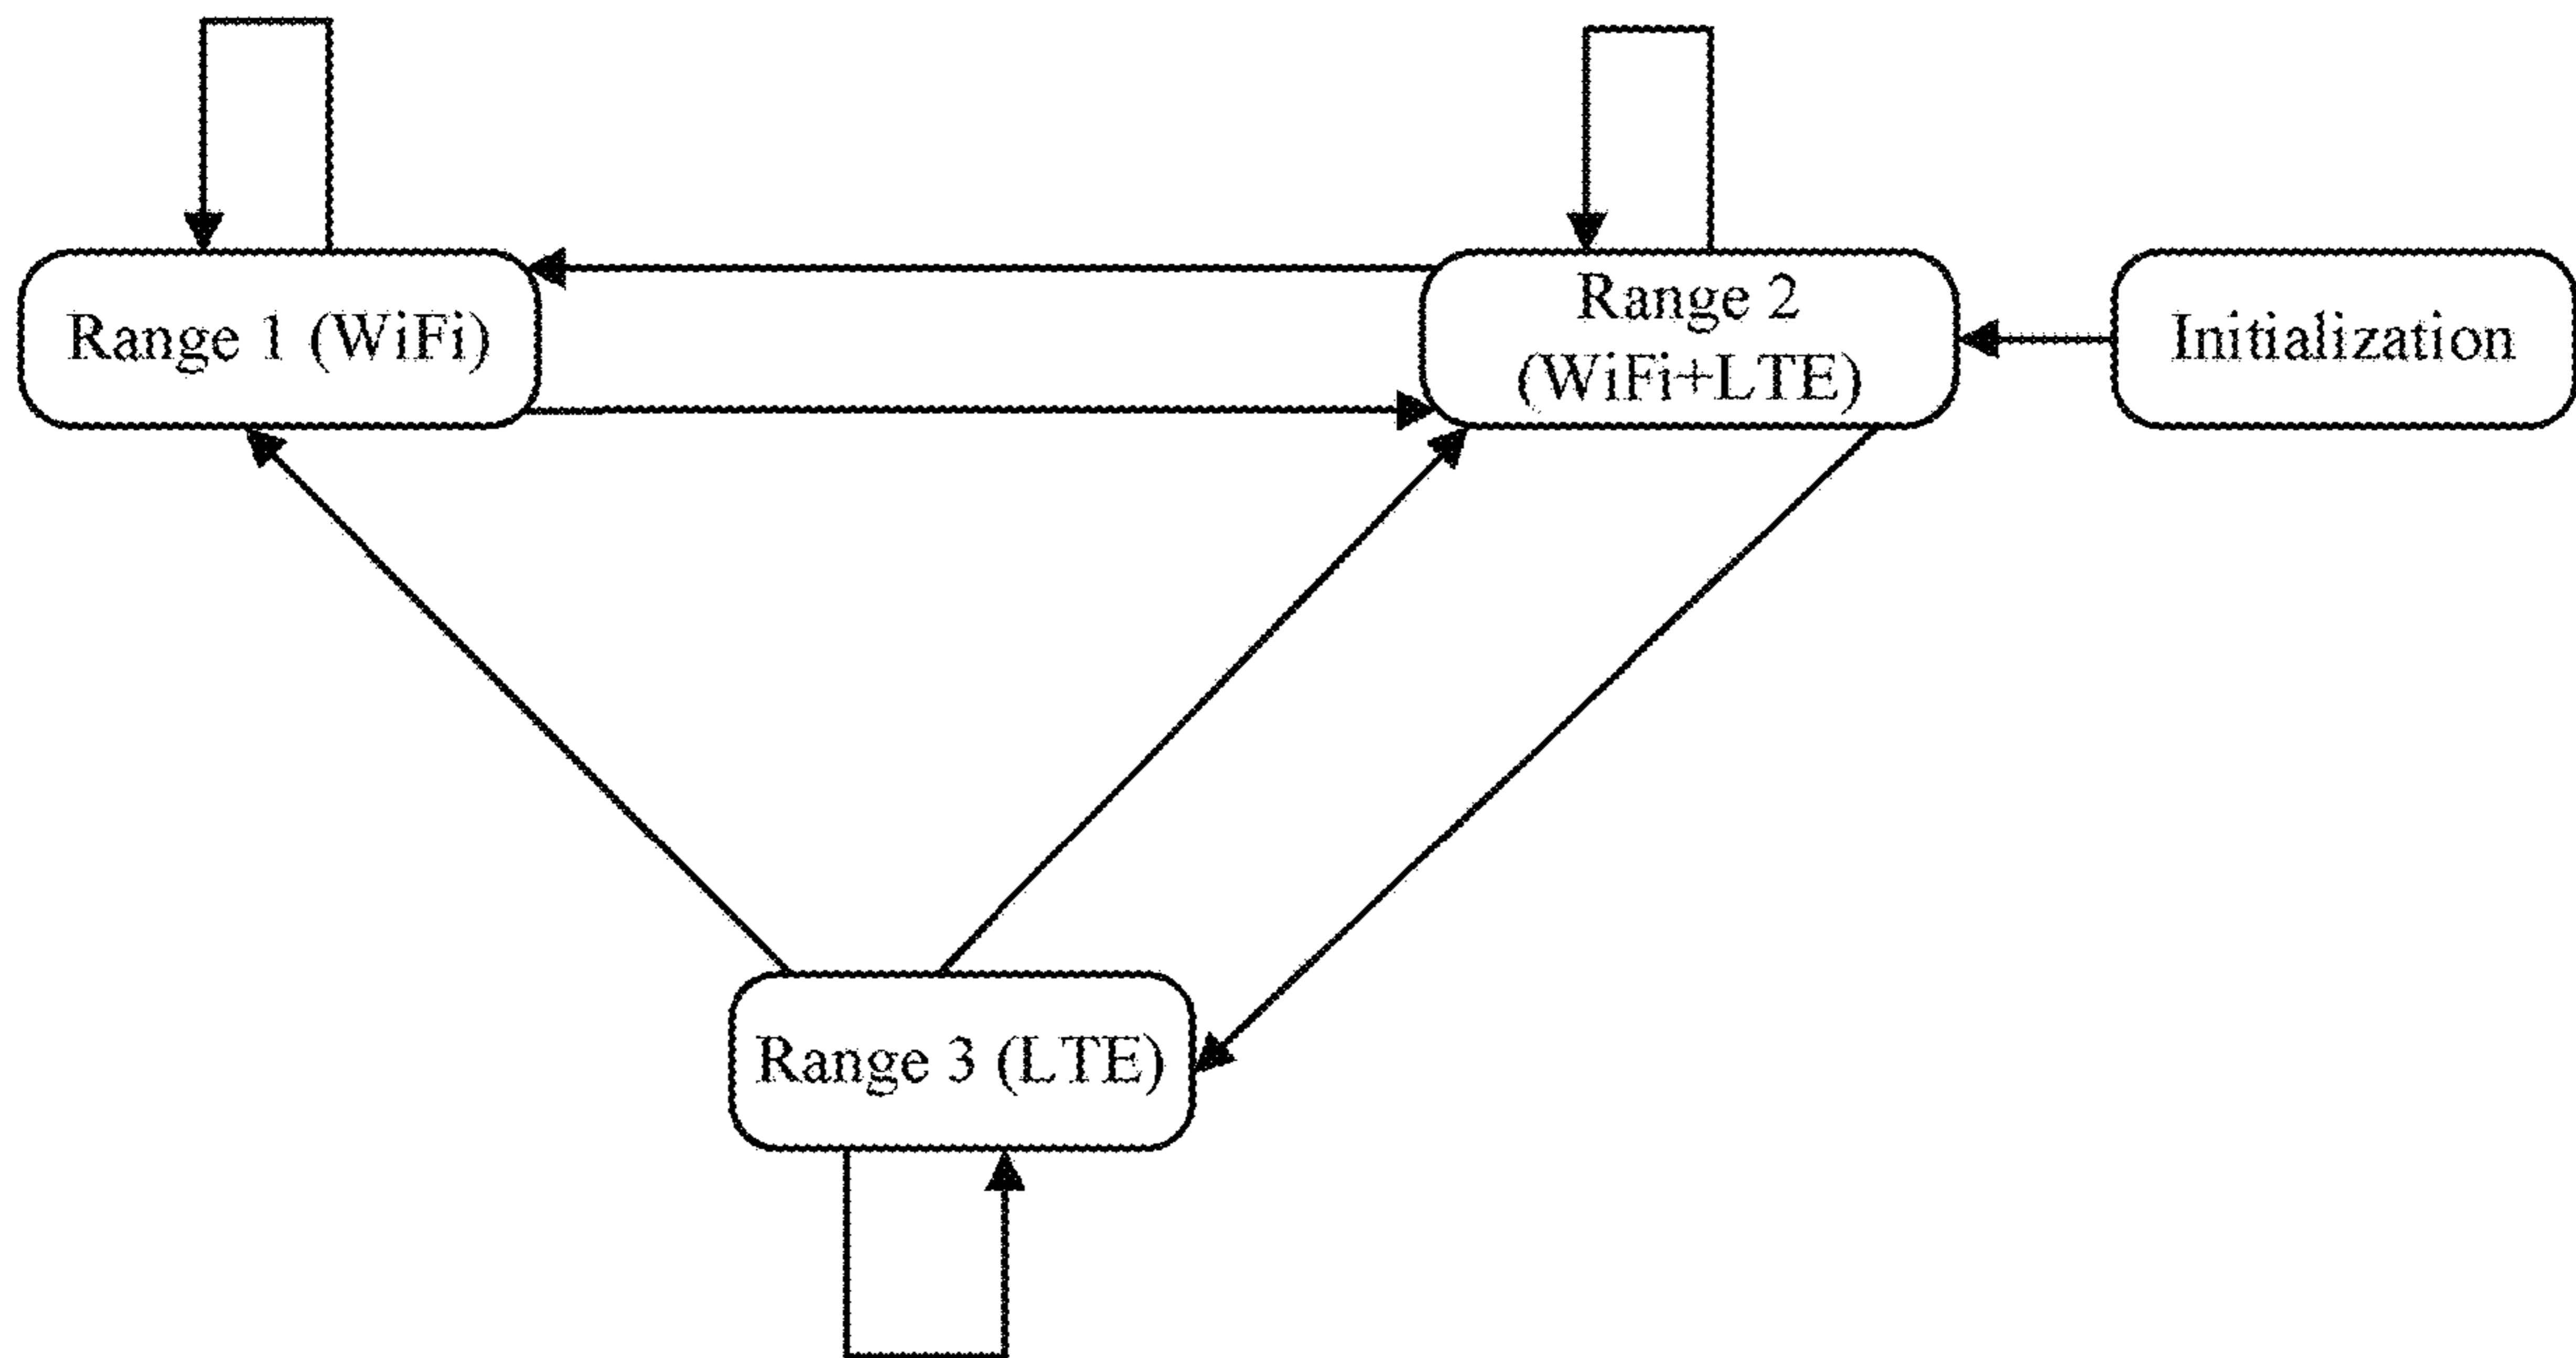 Range 1 (WiFi)
Range 2
(WiFi+LTE)
Initialization
Range 3 (LTE)